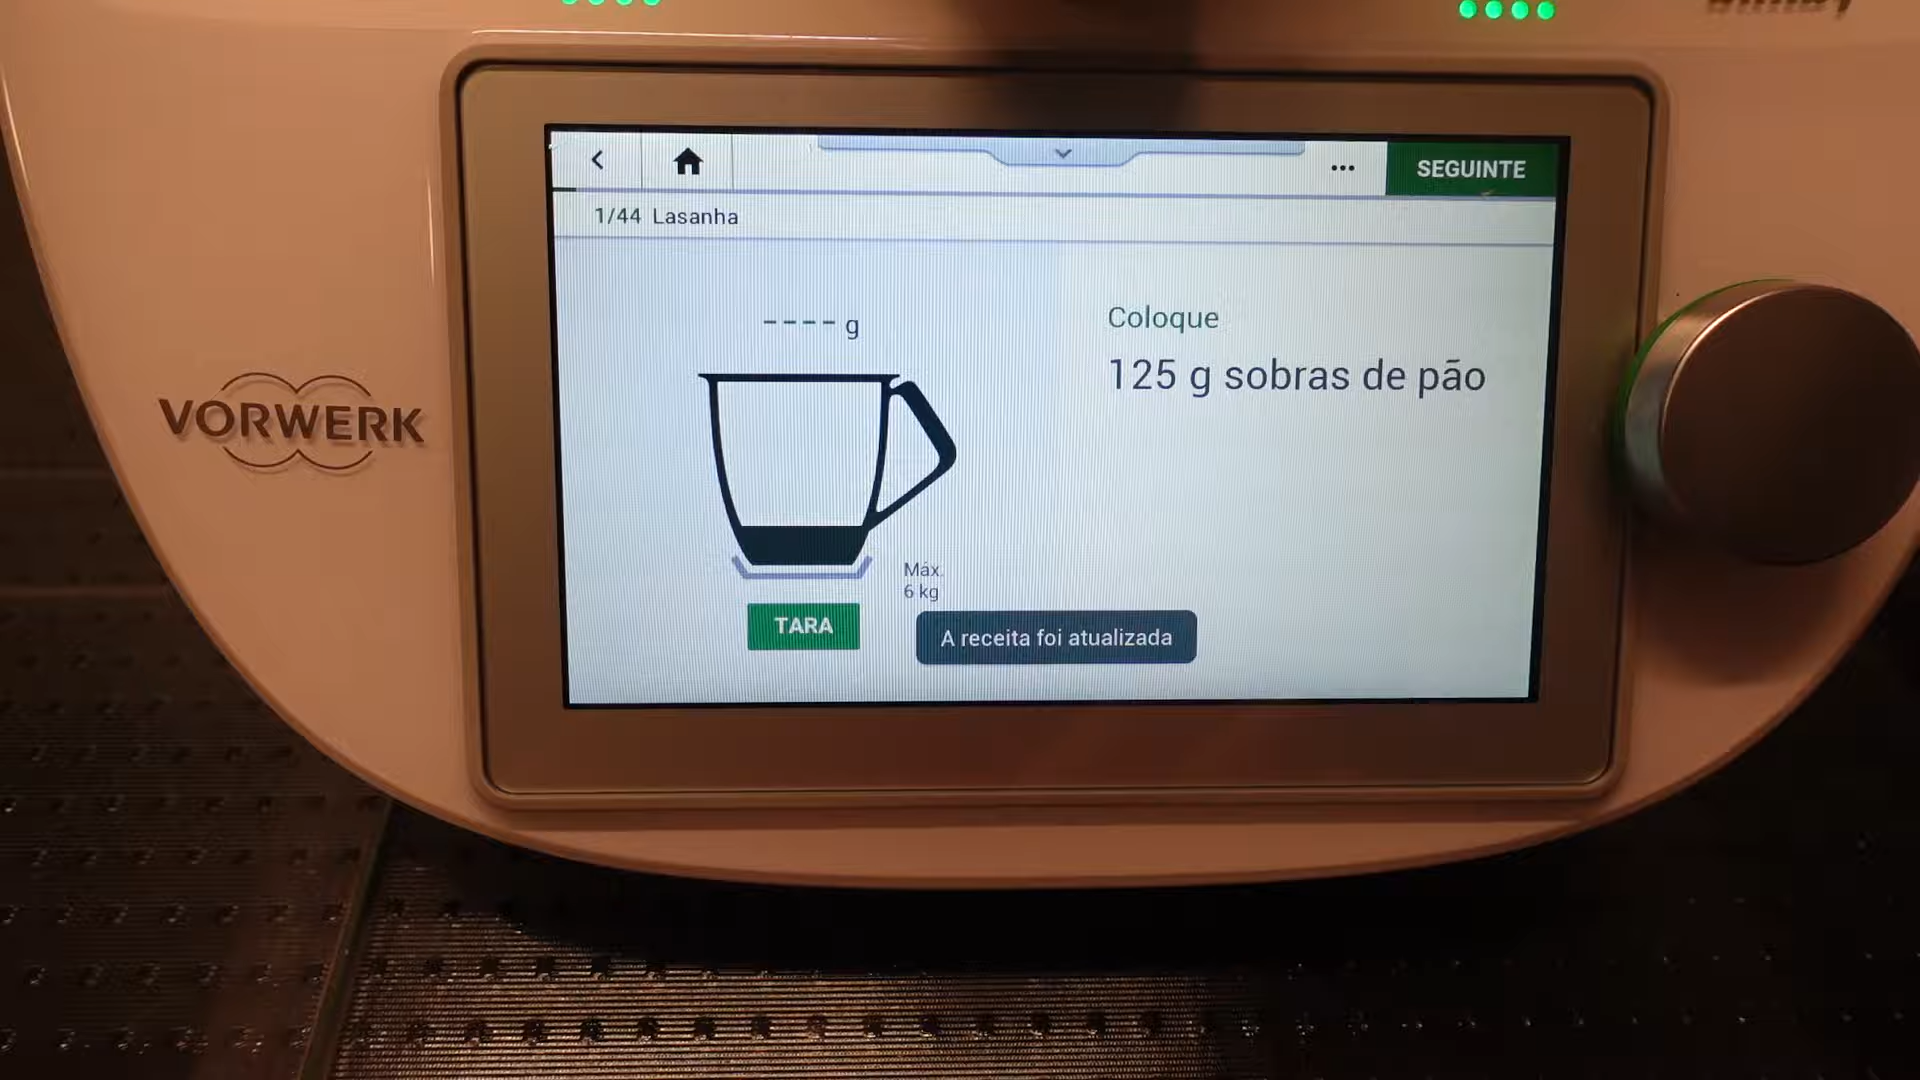 SEGUINTE
1/44 Lasanha
---- g
Coloque
125 g sobras de pão
VORWERK
Máx.
6 kg
TARA
A receita foi atualizada